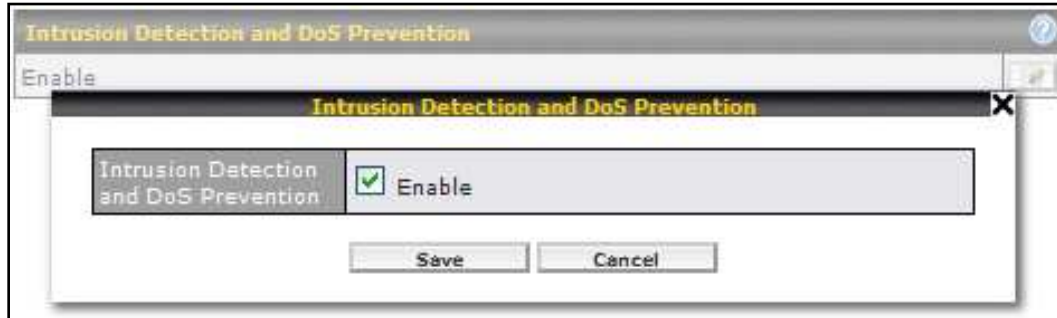 Intrusion Detection and DoS Prevention
Enable
Intrusion Detection and DoS Prevention
Intrusion Detection
and DoS Prevention
Enable
Save
Cancel